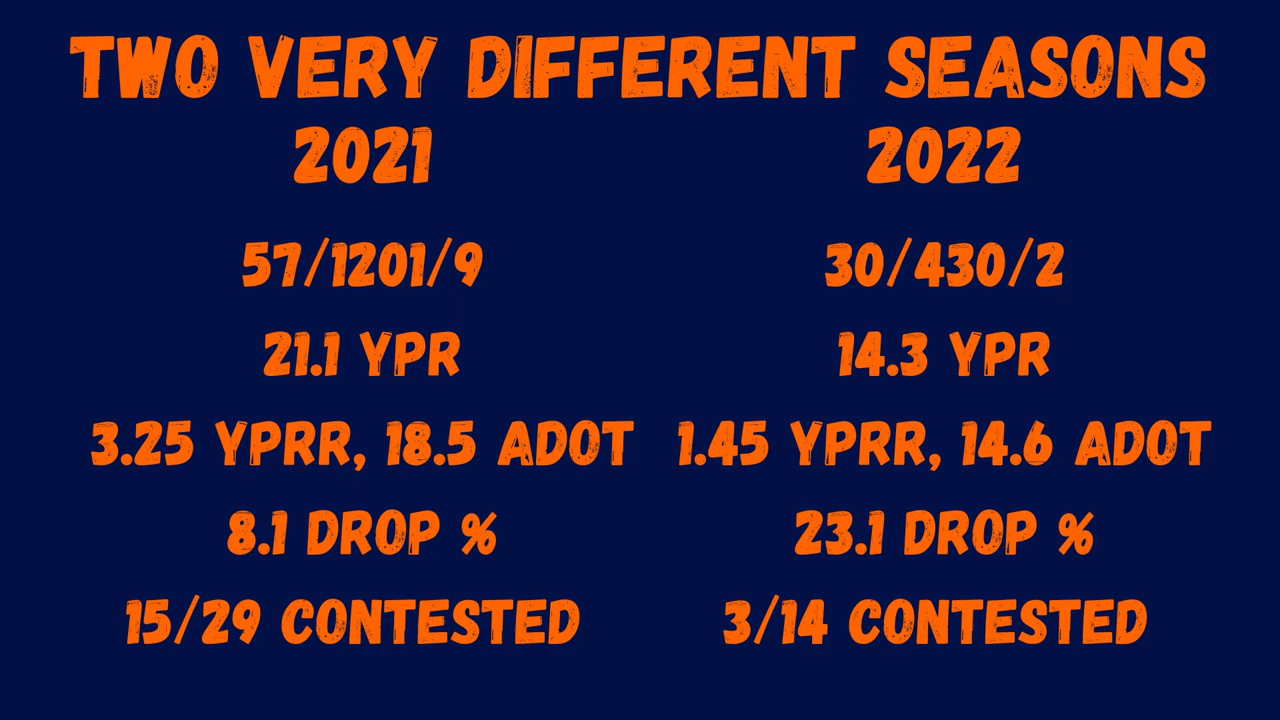 TWO VERY DIFFERENT SEASONS
2021 2022
57/1201/9 30/430/2
21.1 YPR 14.3 YPR
3.25 YPRR, 18.5 ADOT 1.45 YPRR, 14.6 ADOT
8.1 DROP % 23.1 DROP %
15/29 CONTESTED 3/14 CONTESTED